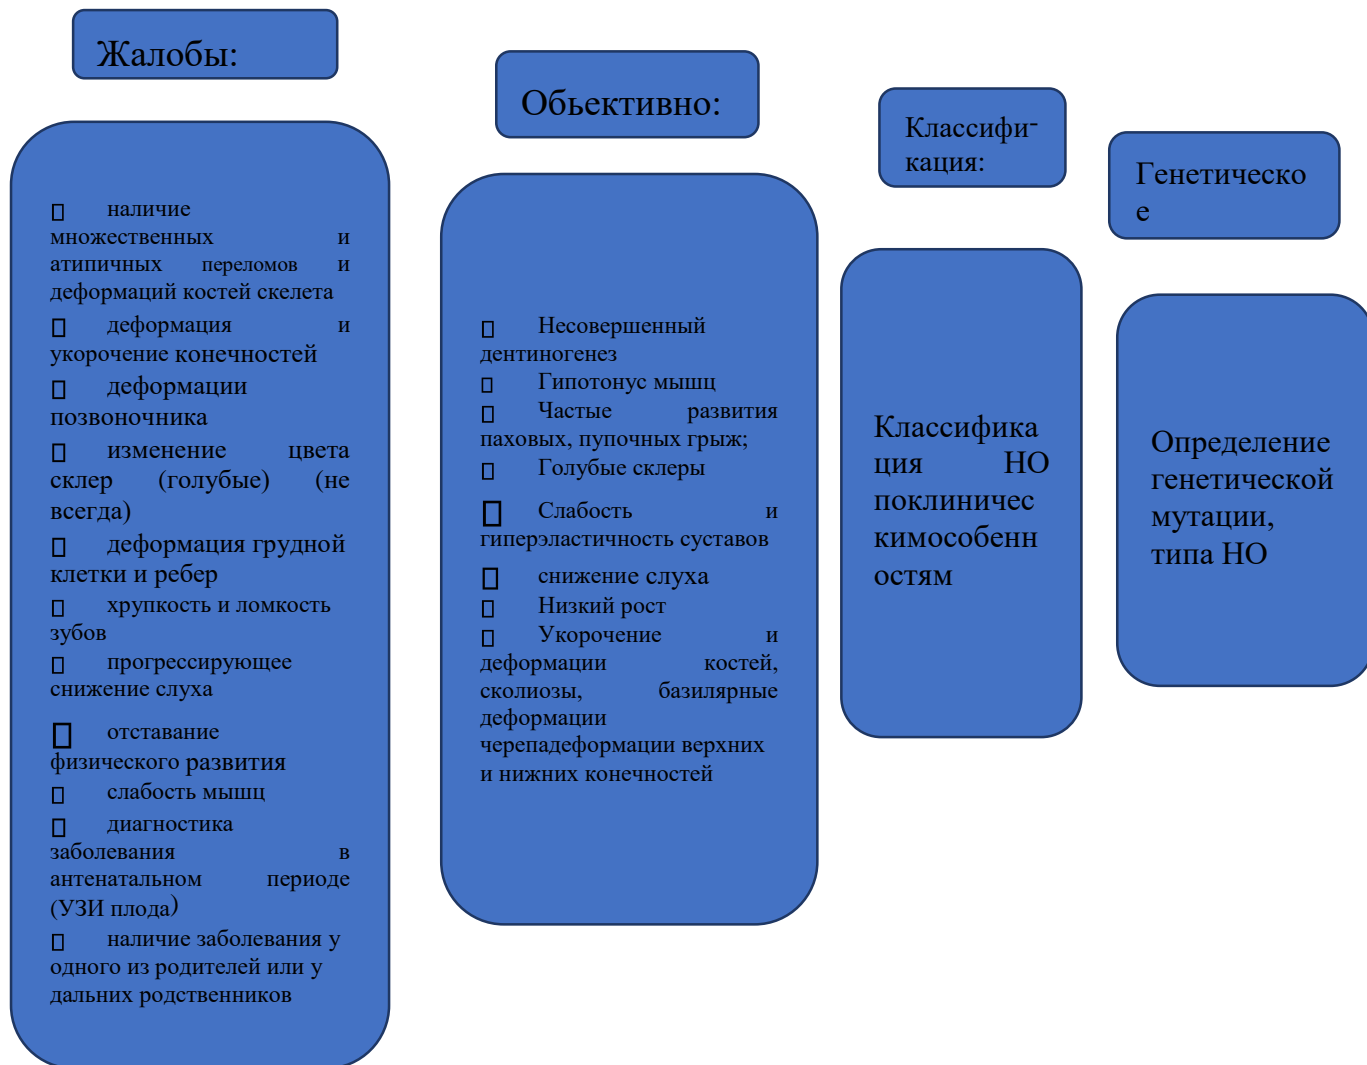 Жалобы:
наличие
множественных и
атипичных переломов и
деформаций костей скелета
деформация и
укорочение конечностей
деформации
позвоночника
изменение цвета
склер (голубые) (не
всегда)
деформация грудной
клетки и ребер
хрупкость и ломкость
зубов
прогрессирующее
снижение слуха
отставание
физического развития
слабость мышц
диагностика
заболевания в
антенатальном периоде
(УЗИ плода)
наличие заболевания у
одного из родителей или у
дальних родственников
Обьективно:
Несовершенный
дентиногенез
Гипотонус мышц
Частые развития
паховых, пупочных грыж;
Голубые склеры
Слабость и
гиперэластичность суставов
снижение слуха
Низкий рост
Укорочение и
деформации костей,
сколиозы, базилярные
деформации
черепадеформации верхних
и нижних конечностей
Классифи-
кация:
Классифика
ция НО
поклиничес
кимособенн
остям
Генетическо
е
Определение
генетической
мутации,
типа НО